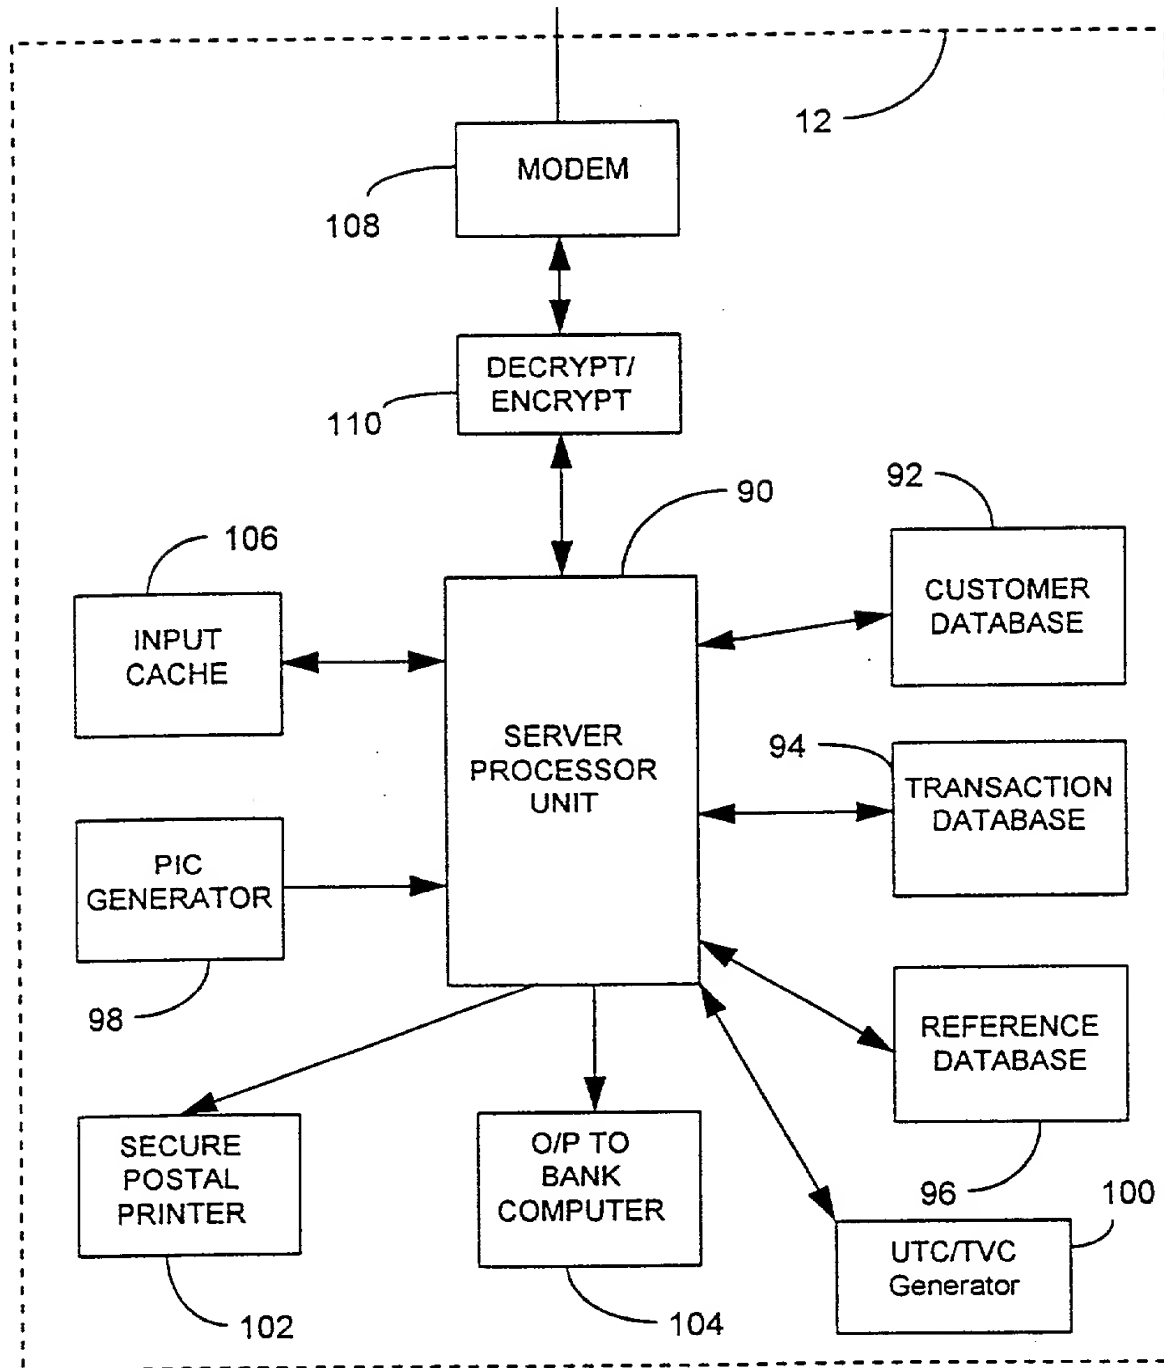 12
MODEM
108
DECRYPT/
ENCRYPT
110
90
92
106
CUSTOMER
DATABASE
INPUT
CACHE
SERVER
PROCESSOR
UNIT
94
TRANSACTION
DATABASE
PIC
GENERATOR
98
REFERENCE
DATABASE
SECURE
POSTAL
PRINTER
O/P TO
BANK
COMPUTER
96
100
UTC/TVC
Generator
102
104